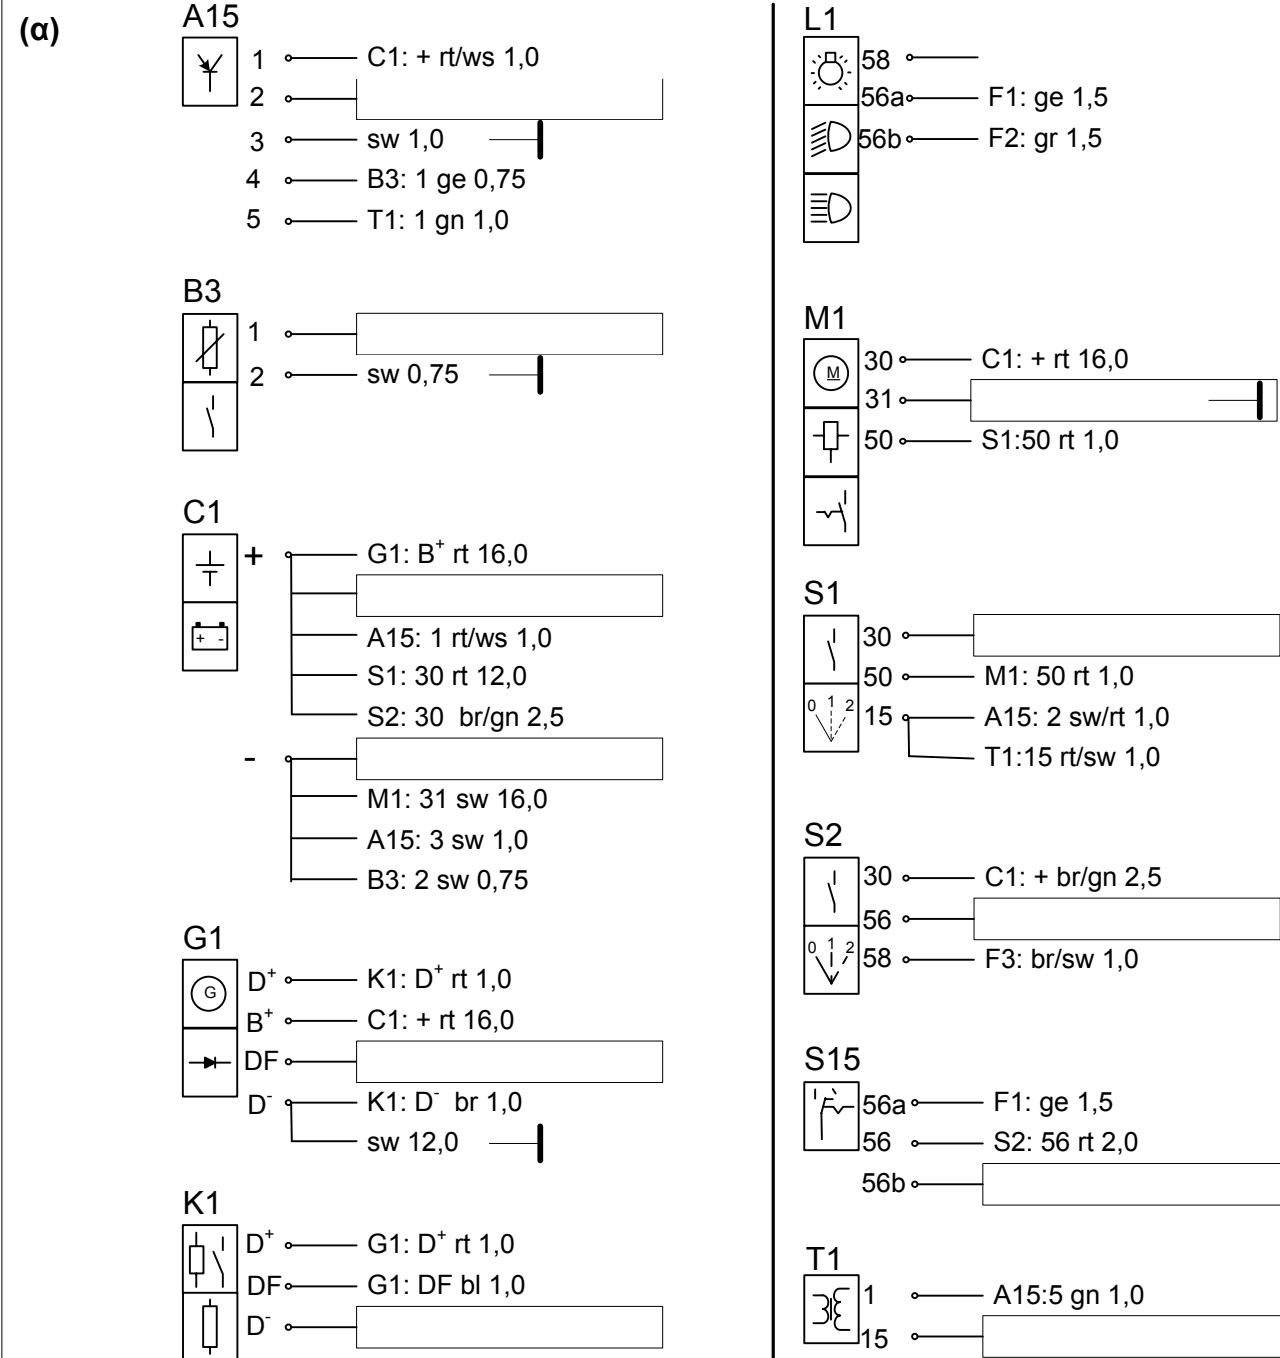 (α)
A15
1 C1: + rt/ws 1,0
2
3 sw 1,0
4 B3: 1 ge 0,75
5 T1: 1 gn 1,0
B3
1
2 sw 0,75
C1
+ G1: B+ rt 16,0
A15: 1 rt/ws 1,0
+ -
S1: 30 rt 12,0
S2: 30 br/gn 2,5
-
M1: 31 sw 16,0
A15: 3 sw 1,0
B3: 2 sw 0,75
G1
G
D+ K1: D+ rt 1,0
B+ C1: + rt 16,0
DF
D- K1: D- br 1,0
sw 12,0
K1
D+ G1: D+ rt 1,0
DF G1: DF bl 1,0
D-
L1
58
56a F1: ge 1,5
56b F2: gr 1,5
M1
M
30 C1: + rt 16,0
31
50 S1:50 rt 1,0
S1
30
50 M1: 50 rt 1,0
0 1 2
15 A15: 2 sw/rt 1,0
T1:15 rt/sw 1,0
S2
30 C1: + br/gn 2,5
56
0 1 2
58 F3: br/sw 1,0
S15
56a F1: ge 1,5
56 S2: 56 rt 2,0
56b
T1
1 A15:5 gn 1,0
15